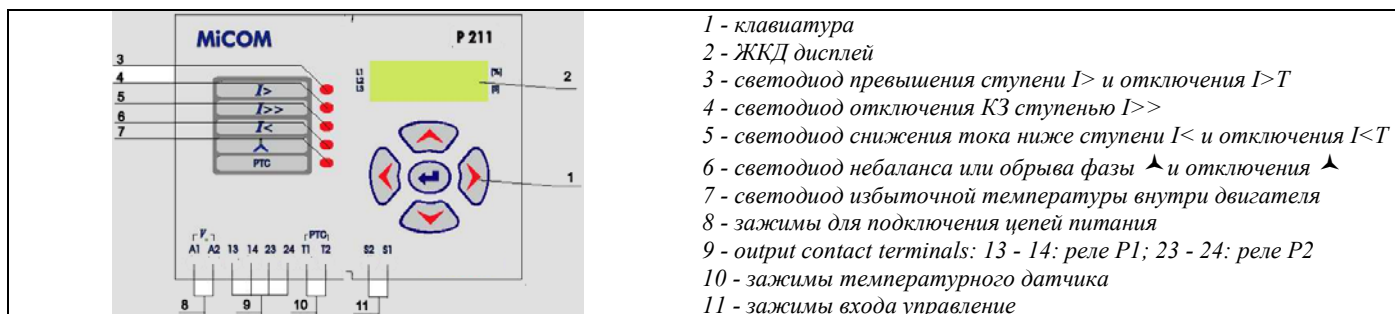 MiCOM P 211
3
4
5
6
7
I>
I>>
I<
PTC
L1
L2
L3
[%]
2
1
V
A1 A2 13 14 23 24 T1 T2
PTC
S2 S1
8 9 10 11
1 - клавиатура
2 - ЖКД дисплей
3 - светодиод превышения ступени I> и отключения I>T
4 - светодиод отключения КЗ ступенью I>>
5 - светодиод снижения тока ниже ступени I< и отключения I<T
6 - светодиод небаланса или обрыва фазы и отключения
7 - светодиод избыточной температуры внутри двигателя
8 - зажимы для подключения цепей питания
9 - output contact terminals: 13 - 14: реле P1; 23 - 24: реле P2
10 - зажимы температурного датчика
11 - зажимы входа управление